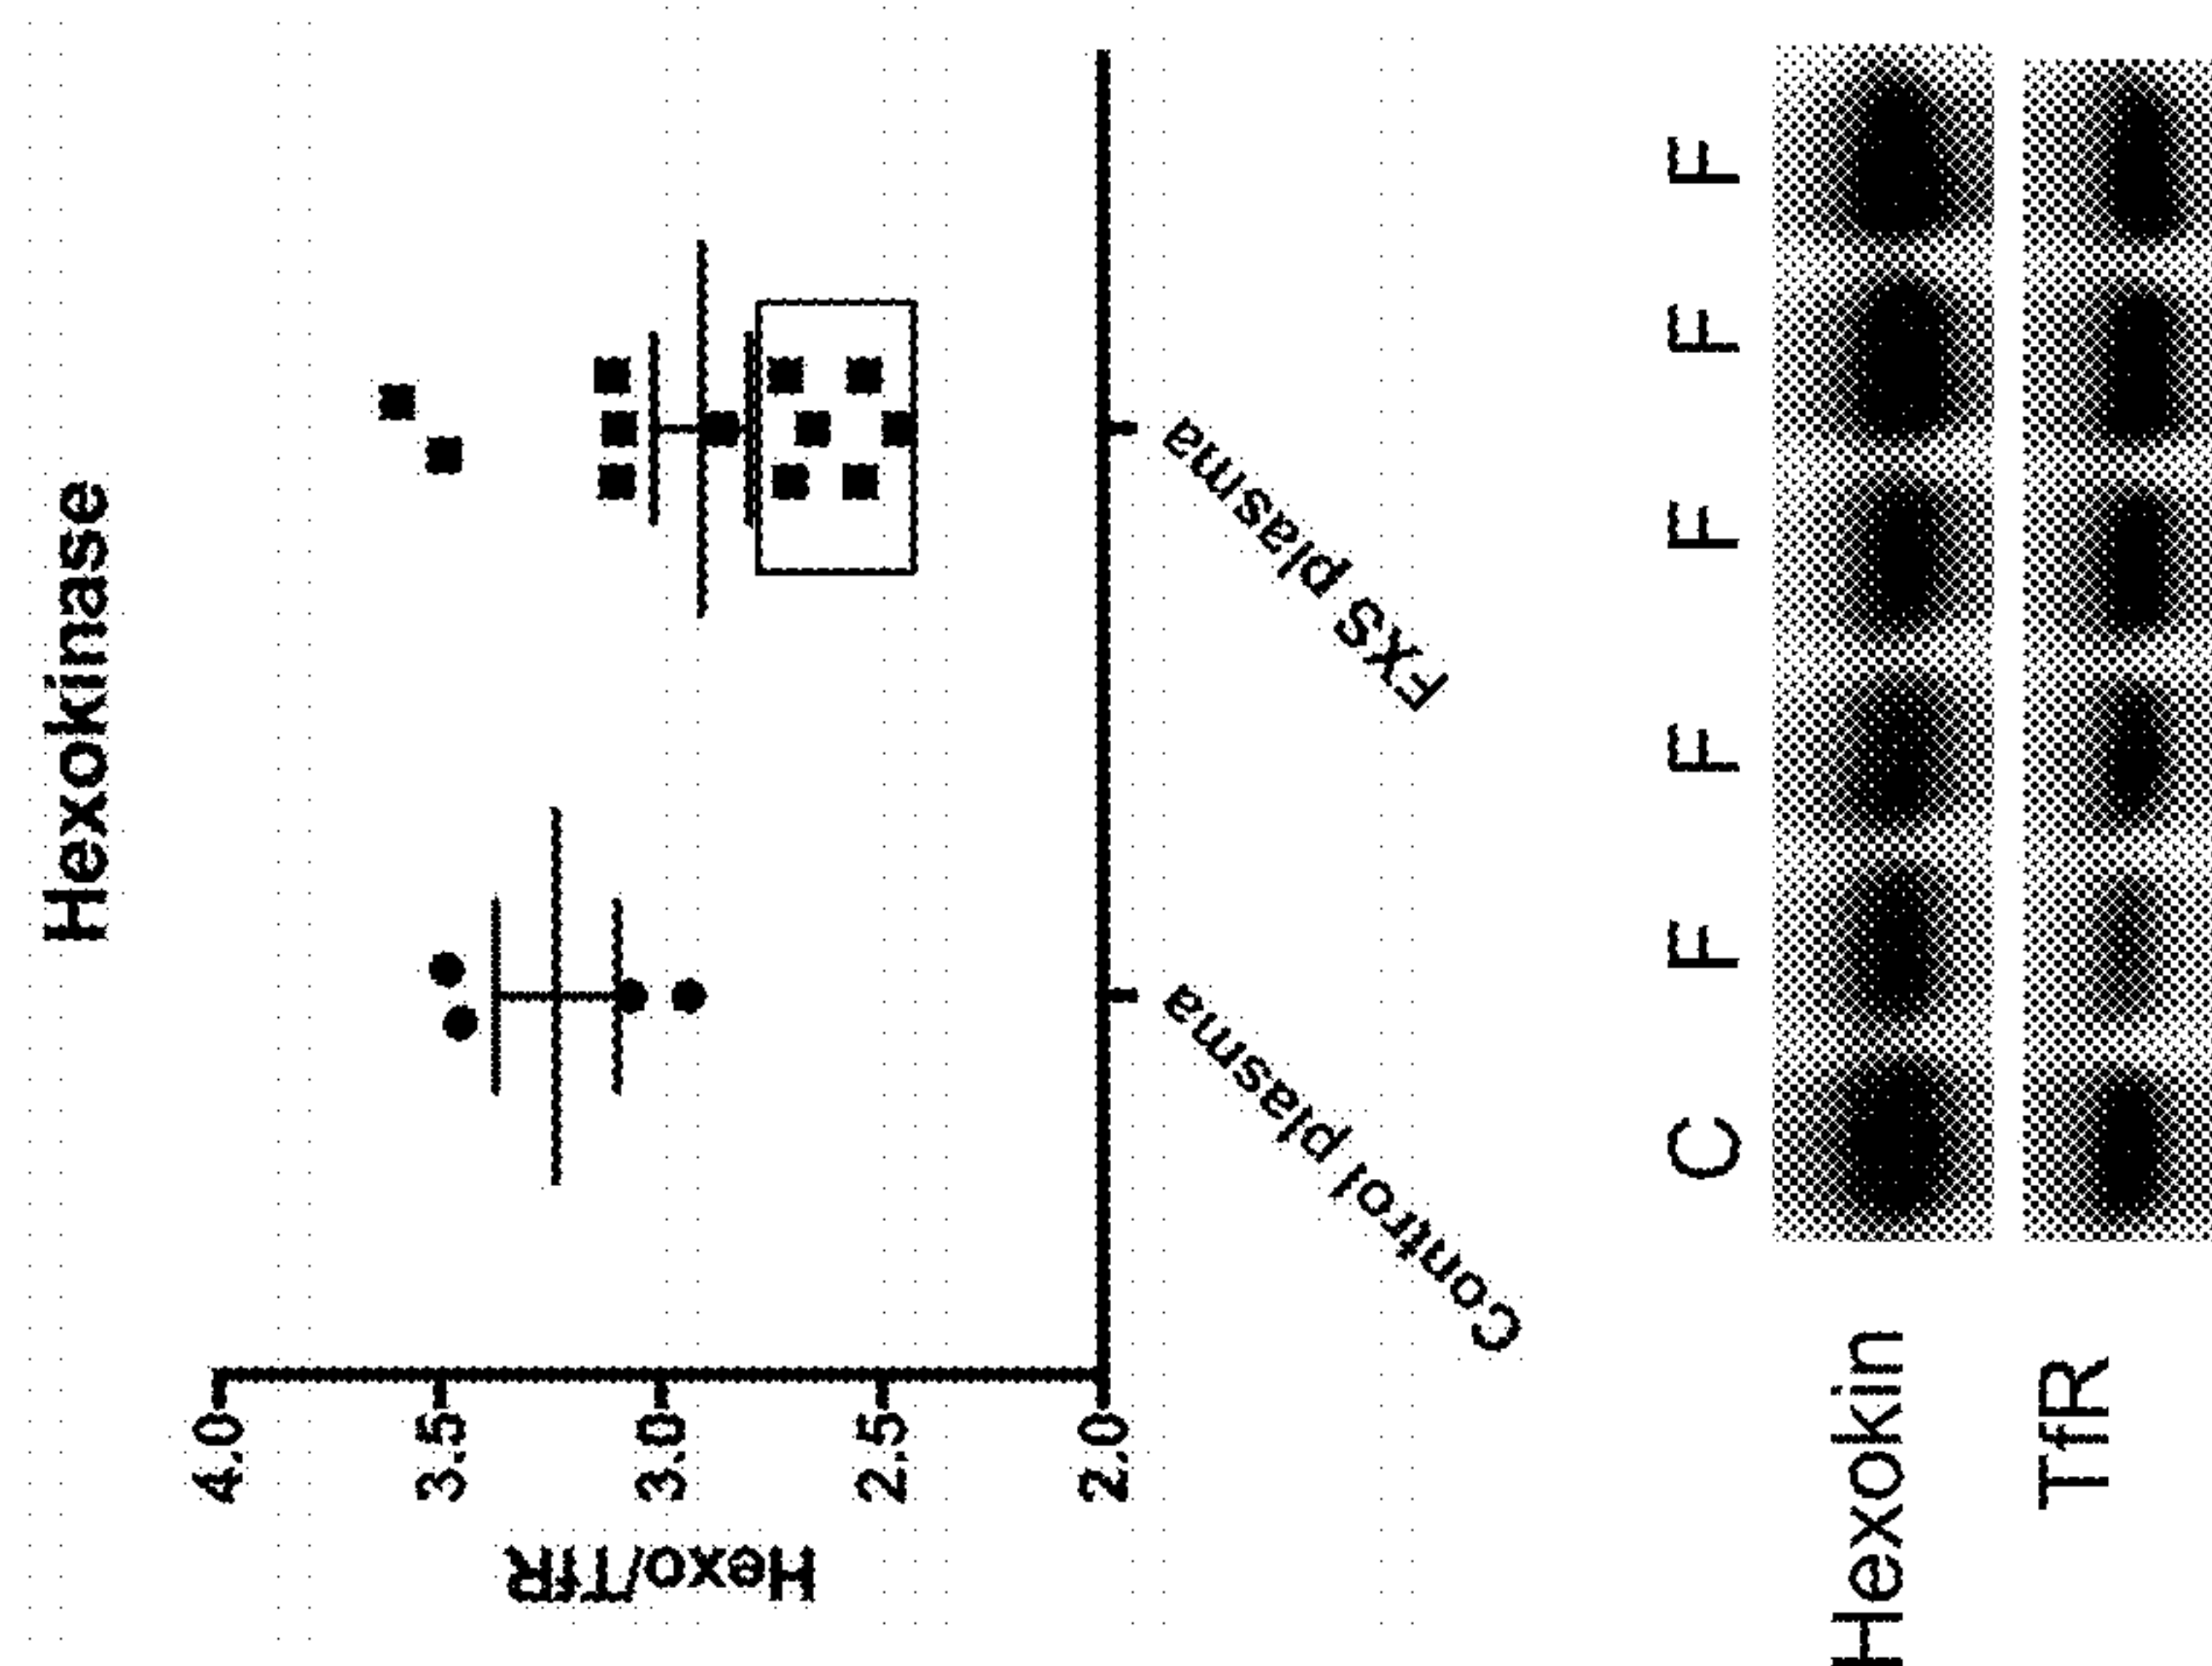 Hexokinase
Hexo/TfR
4.0
3.5
3.0
2.5
2.0
Control plasma
FXS plasma
C F F F F F
Hexokin
TfR